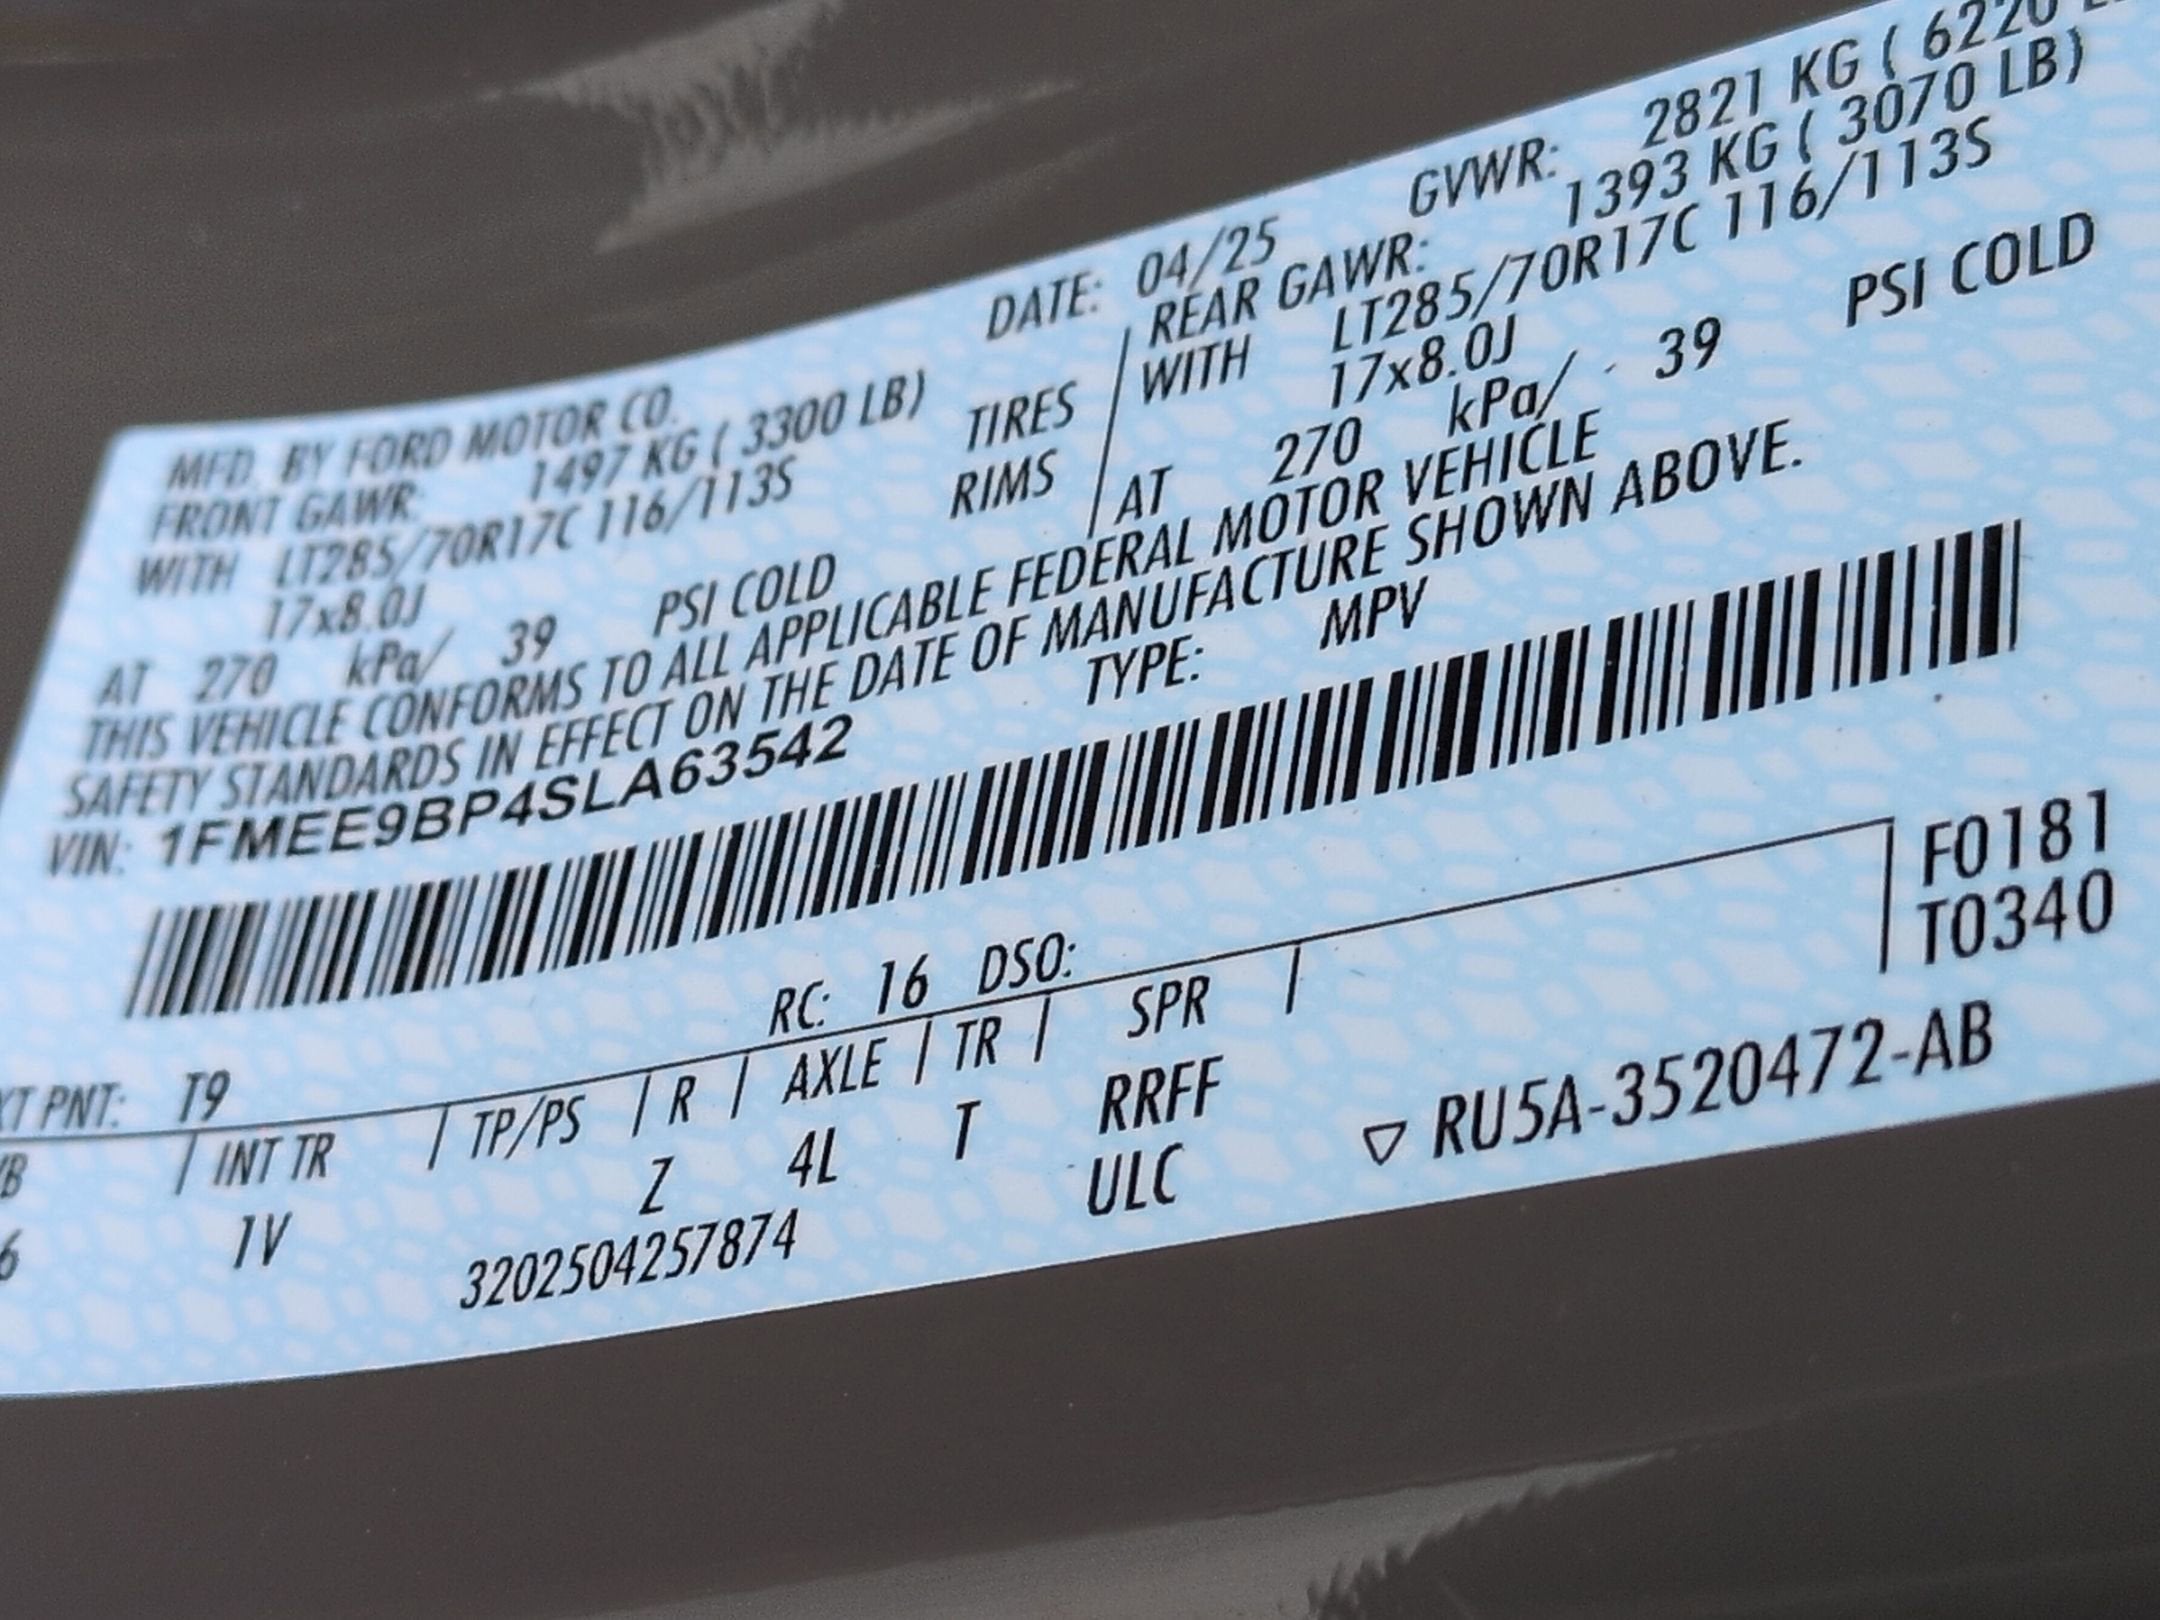 MFD. BY FORD MOTOR CO. DATE: 04/25 GVWR: 2821 KG ( 6220
FRONT GAWR: 1497 KG ( 3300 LB) REAR GAWR: 1393 KG ( 3070 LB)
WITH LT285/70R17C 116/113S TIRES WITH LT285/70R17C 116/113S
17x8.0J RIMS 17x8.0J
AT 270 kPa/ 39 PSI COLD AT 270 kPa/ 39 PSI COLD
THIS VEHICLE CONFORMS TO ALL APPLICABLE FEDERAL MOTOR VEHICLE
SAFETY STANDARDS IN EFFECT ON THE DATE OF MANUFACTURE SHOWN ABOVE.
VIN: 1FMEE9BP4SLA63542 TYPE: MPV
F0181
T0340
XT PNT: T9 RC: 16 DSO:
B | INT TR | TP/PS | R | AXLE | TR | SPR |
6 1V Z 4L T RRFF
3202504257874 ULC ▽ RU5A-3520472-AB